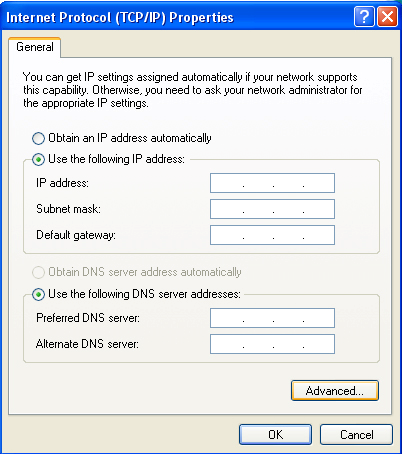 Internet Protocol (TCP/IP) Properties
General
You can get IP settings assigned automatically if your network supports
this capability. Otherwise, you need to ask your network administrator for
the appropriate IP settings.
Obtain an IP address automatically
Use the following IP address:
IP address:
Subnet mask:
Default gateway:
Obtain DNS server address automatically
Use the following DNS server addresses:
Preferred DNS server:
Alternate DNS server:
Advanced...
OK
Cancel